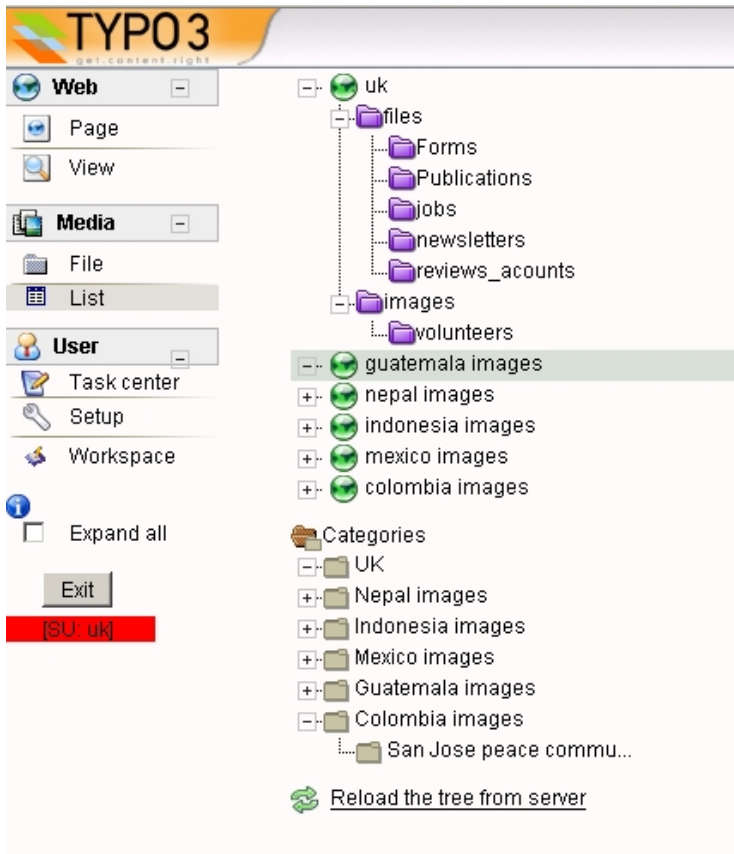 TYPO3
get.content.right
Web
Page
View
Media
File
List
User
Task center
Setup
Workspace
Expand all
Exit
[SU: uk]
uk
files
Forms
Publications
jobs
newsletters
reviews_acounts
images
volunteers
guatemala images
nepal images
indonesia images
mexico images
colombia images
Categories
UK
Nepal images
Indonesia images
Mexico images
Guatemala images
Colombia images
San Jose peace commu...
Reload the tree from server